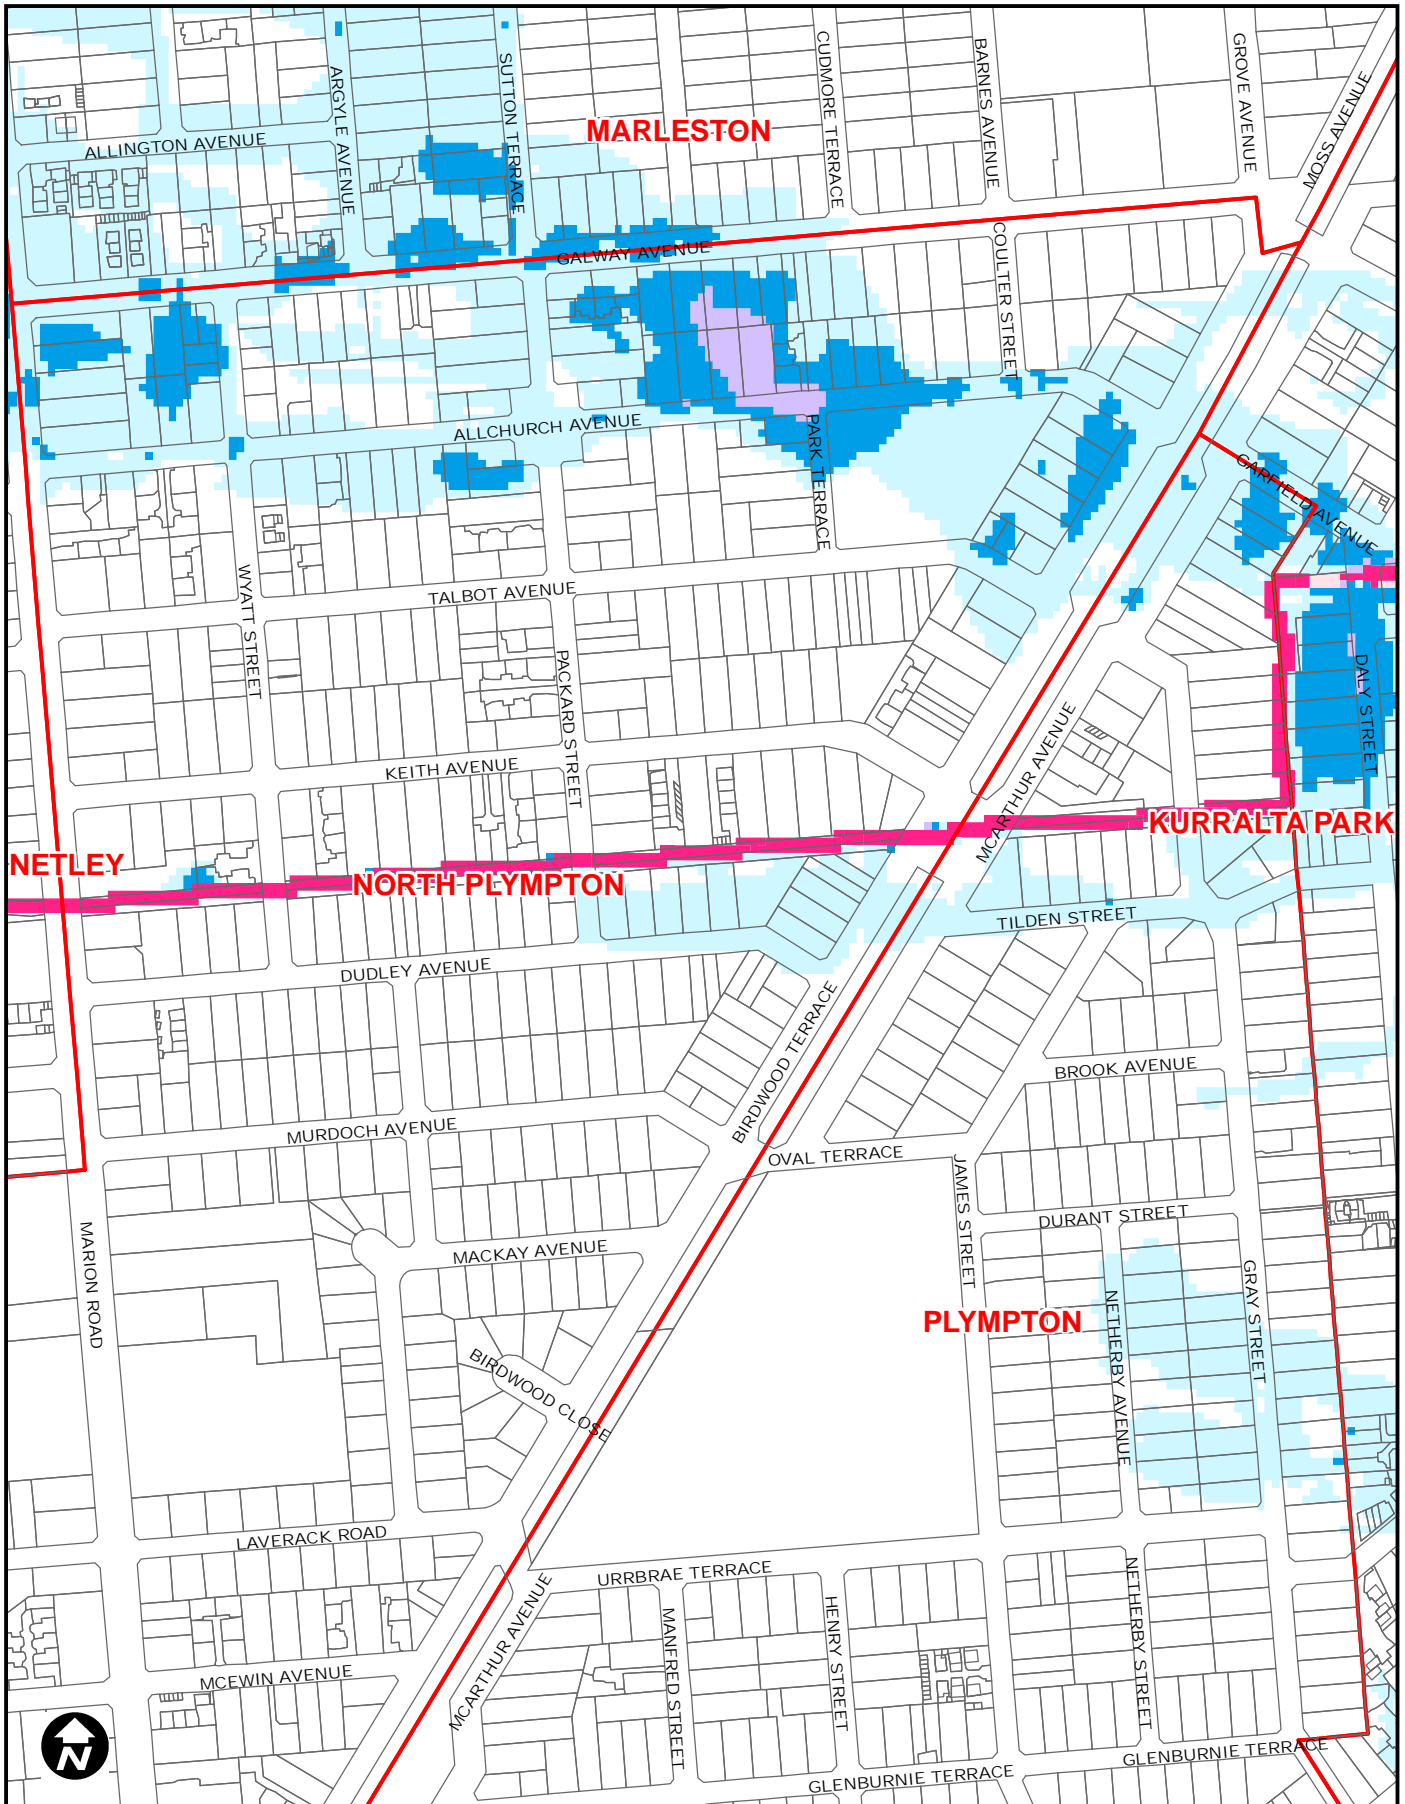 CUDMORE TERRACE
BARNES AVENUE
GROVE AVENUE
MOSS AVENUE
ARGYLE AVENUE
SUTTON TERRACE
MARLESTON
ALLINGTON AVENUE
GALWAY AVENUE
COULTER STREET
ALLCHURCH AVENUE
PARK TERRACE
GARFIELD AVENUE
WYATT STREET
TALBOT AVENUE
PACKARD STREET
DALY STREET
KEITH AVENUE
MCARTHUR AVENUE
KURRALTA PARK
NETLEY
NORTH PLYMPTON
TILDEN STREET
DUDLEY AVENUE
BIRDWOOD TERRACE
BROOK AVENUE
MURDOCH AVENUE
OVAL TERRACE
JAMES STREET
DURANT STREET
MARION ROAD
MACKAY AVENUE
GRAY STREET
NETHERBY AVENUE
PLYMPTON
BIRDWOOD CLOSE
LAVERACK ROAD
URRBRAE TERRACE
NETHERBY STREET
MCARTHUR AVENUE
MANFRED STREET
HENRY STREET
MCEWIN AVENUE
N
GLENBURNIE TERRACE
GLENBURNIE TERRACE